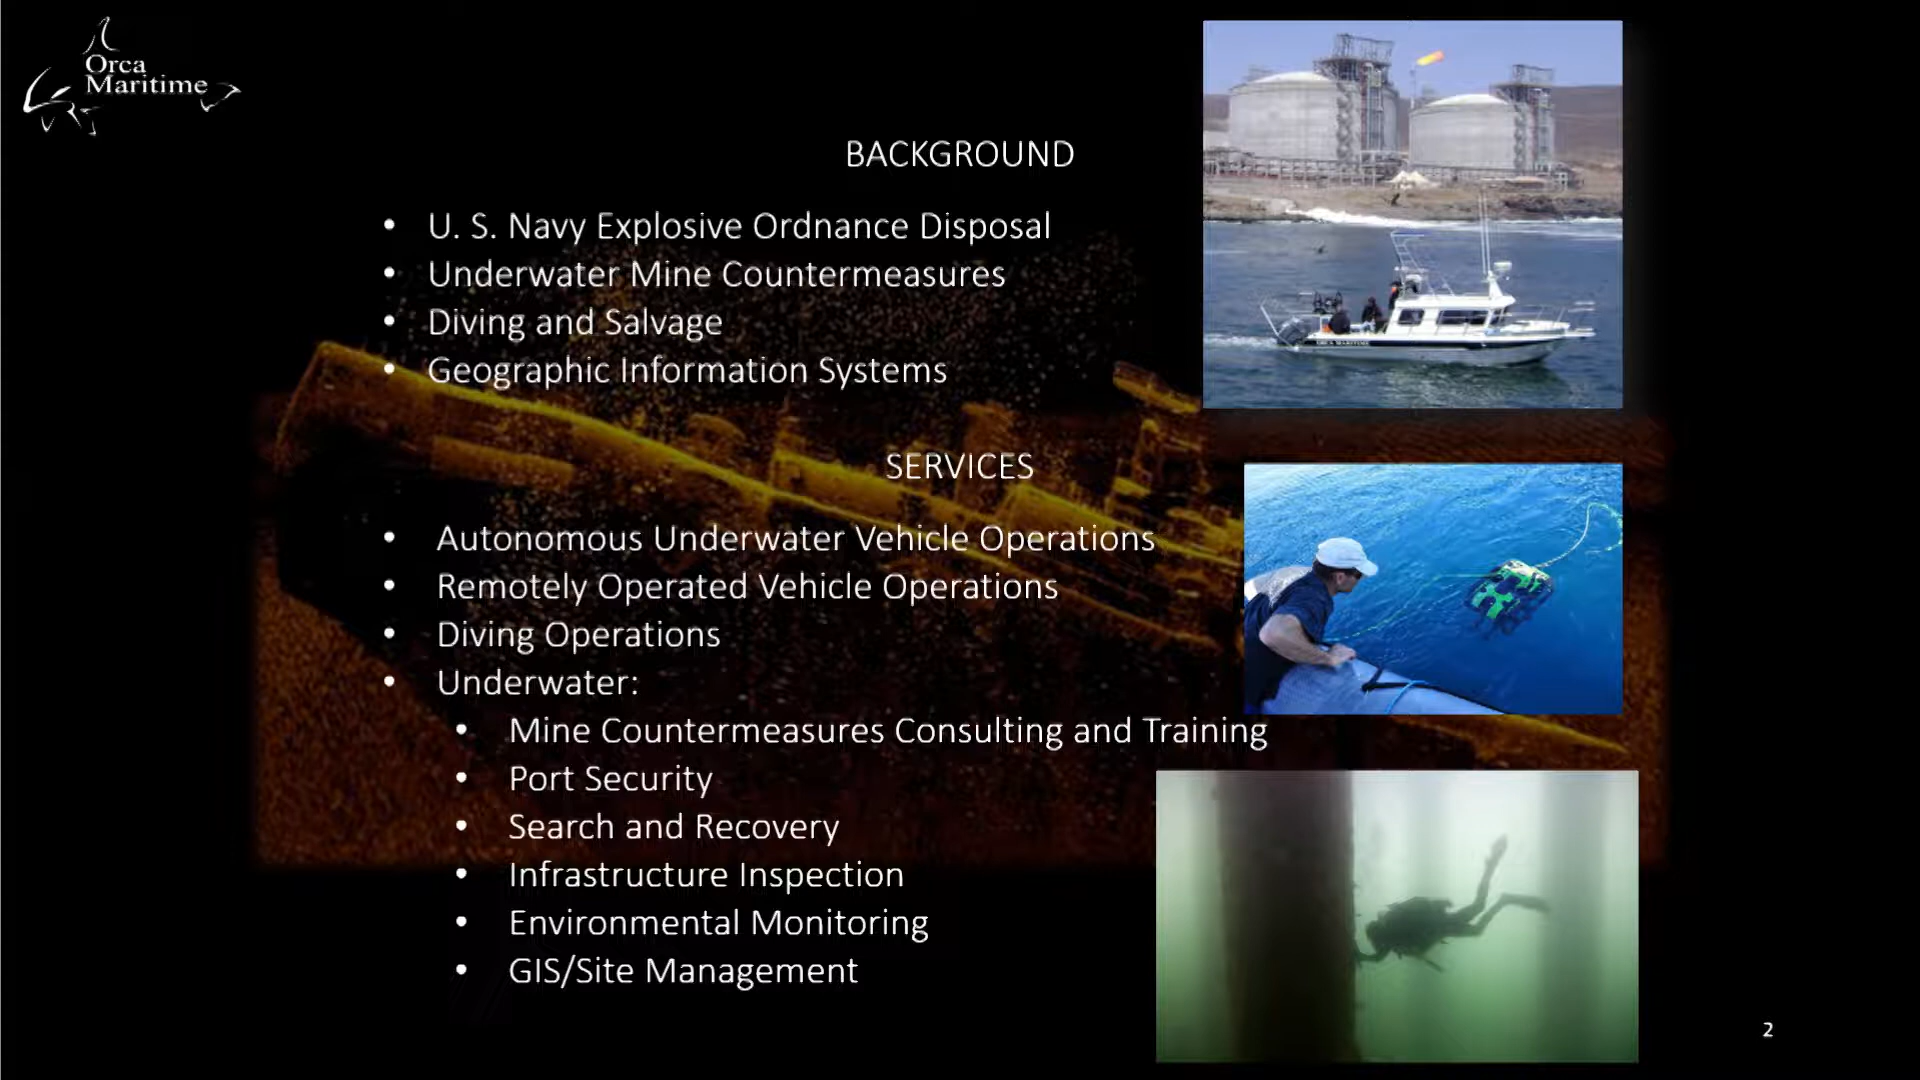 Orca
Maritime
BACKGROUND
• U. S. Navy Explosive Ordnance Disposal
• Underwater Mine Countermeasures
• Diving and Salvage
• Geographic Information Systems
SERVICES
• Autonomous Underwater Vehicle Operations
• Remotely Operated Vehicle Operations
• Diving Operations
• Underwater:
• Mine Countermeasures Consulting and Training
• Port Security
• Search and Recovery
• Infrastructure Inspection
• Environmental Monitoring
• GIS/Site Management
ORCA MARITIME
2